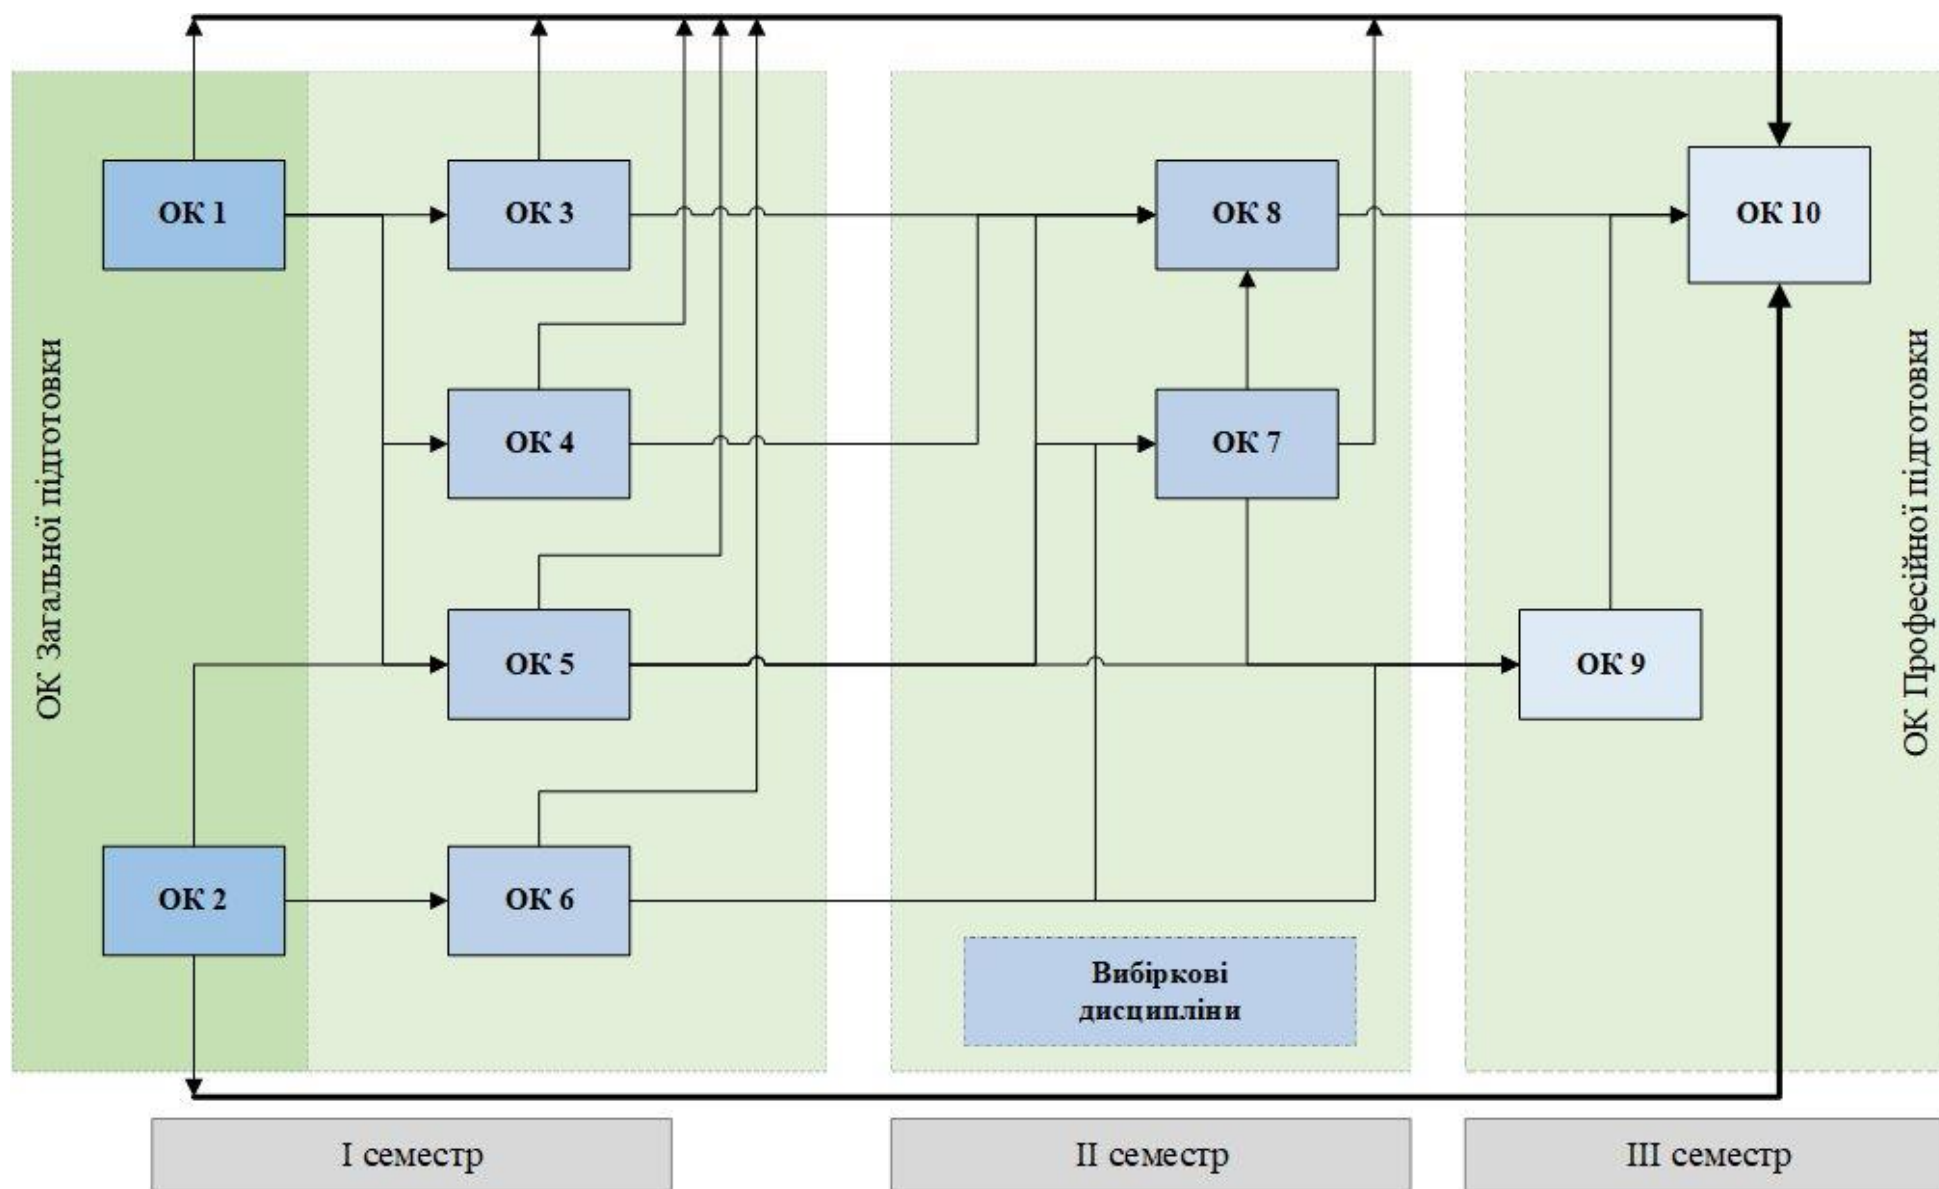 ОК Загальної підготовки
ОК 1
ОК 3
ОК 8
ОК 10
ОК 4
ОК 7
ОК 5
ОК 9
ОК 2
ОК 6
Вибіркові
дисципліни
ОК Професійної підготовки
І семестр
ІІ семестр
ІІІ семестр